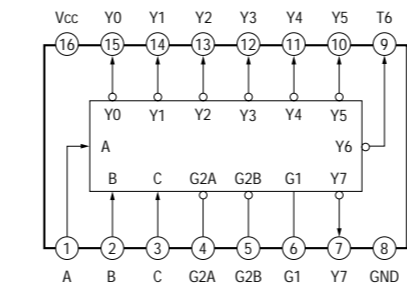 Vcc Y0 Y1 Y2 Y3 Y4 Y5 T6
16 15 14 13 12 11 10 9
Y0 Y1 Y2 Y3 Y4 Y5
A Y6
B C G2A G2B G1 Y7
1 2 3 4 5 6 7 8
A B C G2A G2B G1 Y7 GND